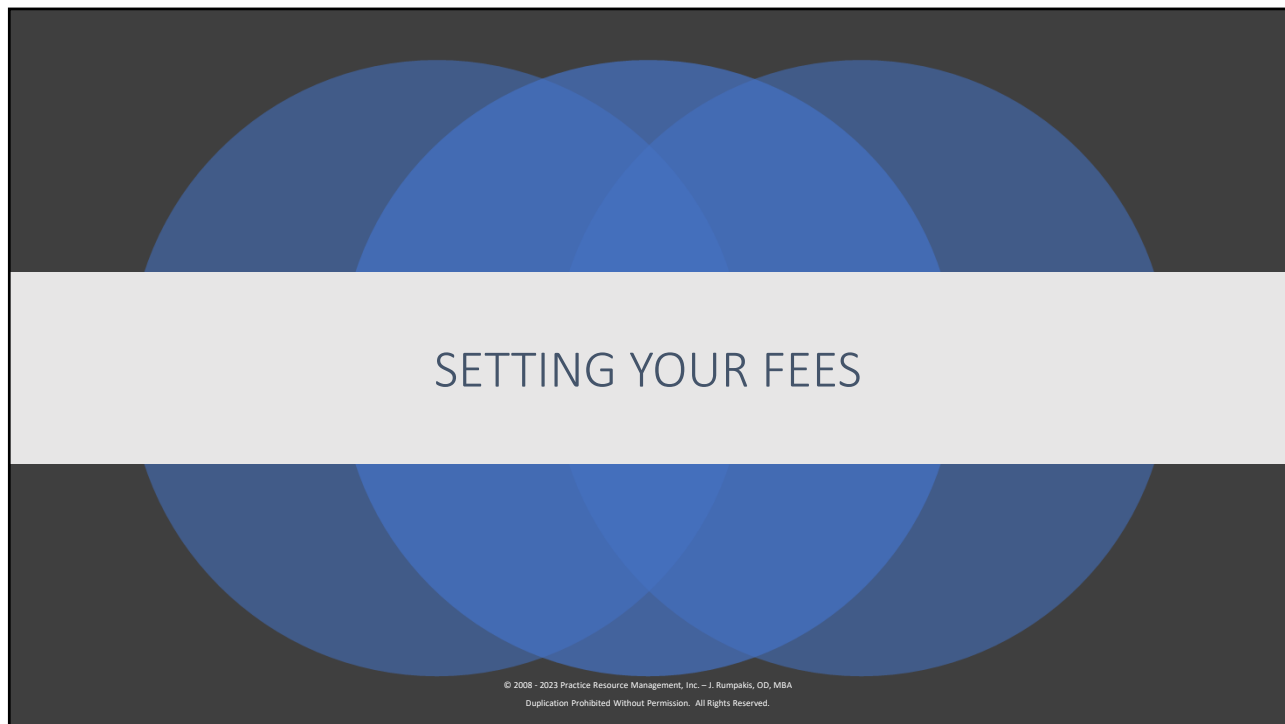 SETTING YOUR FEES
© 2008 - 2023 Practice Resource Management, Inc. – J. Rumpakis, OD, MBA
Duplication Prohibited Without Permission.  All Rights Reserved.